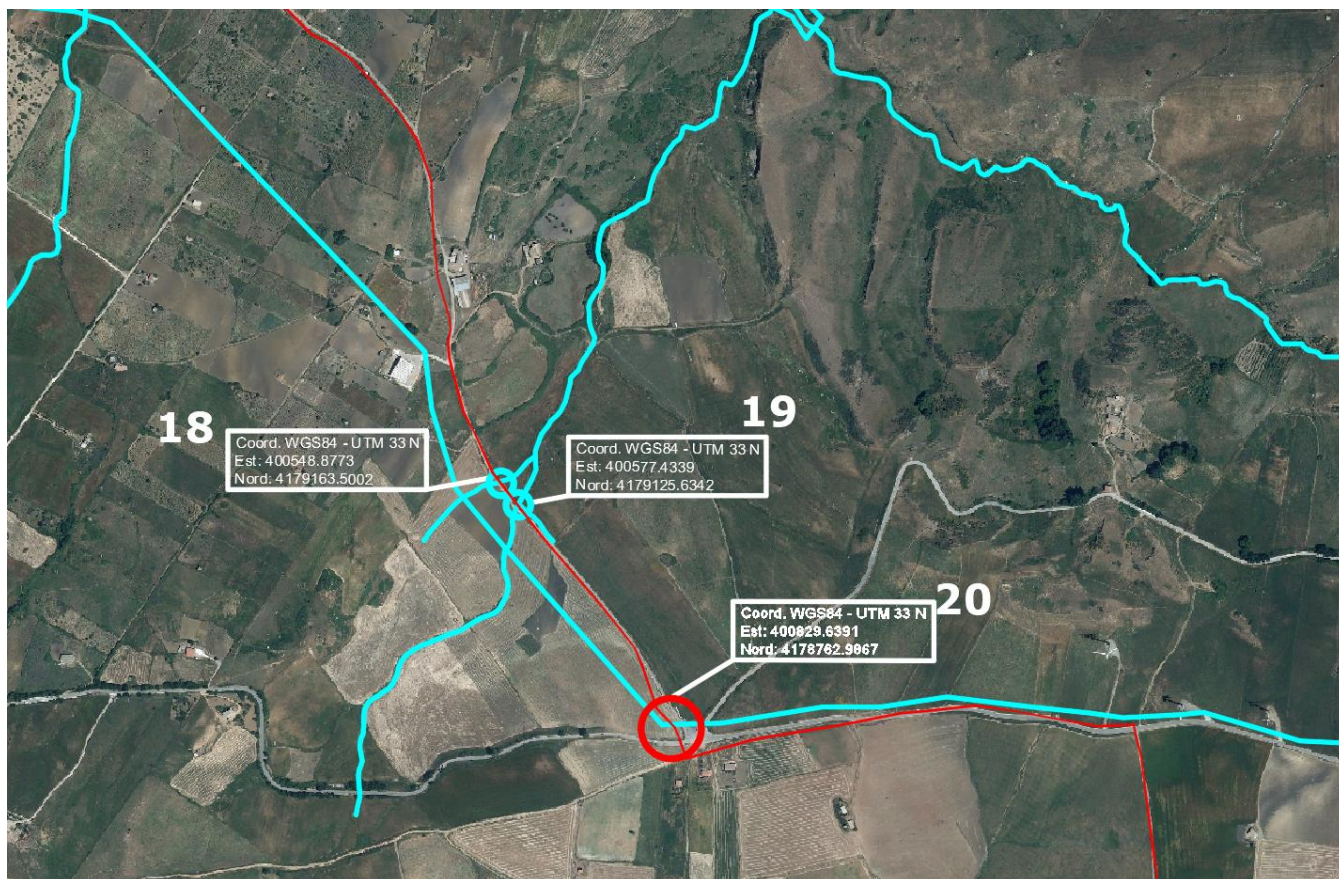 18
Coord. WGS84 - UTM 33 N
Est: 400548.8773
Nord: 4179163.5002
19
Coord. WGS84 - UTM 33 N
Est: 400577.4339
Nord: 4179125.6342
20
Coord. WGS84 - UTM 33 N
Est: 400829.6391
Nord: 4178762.9867